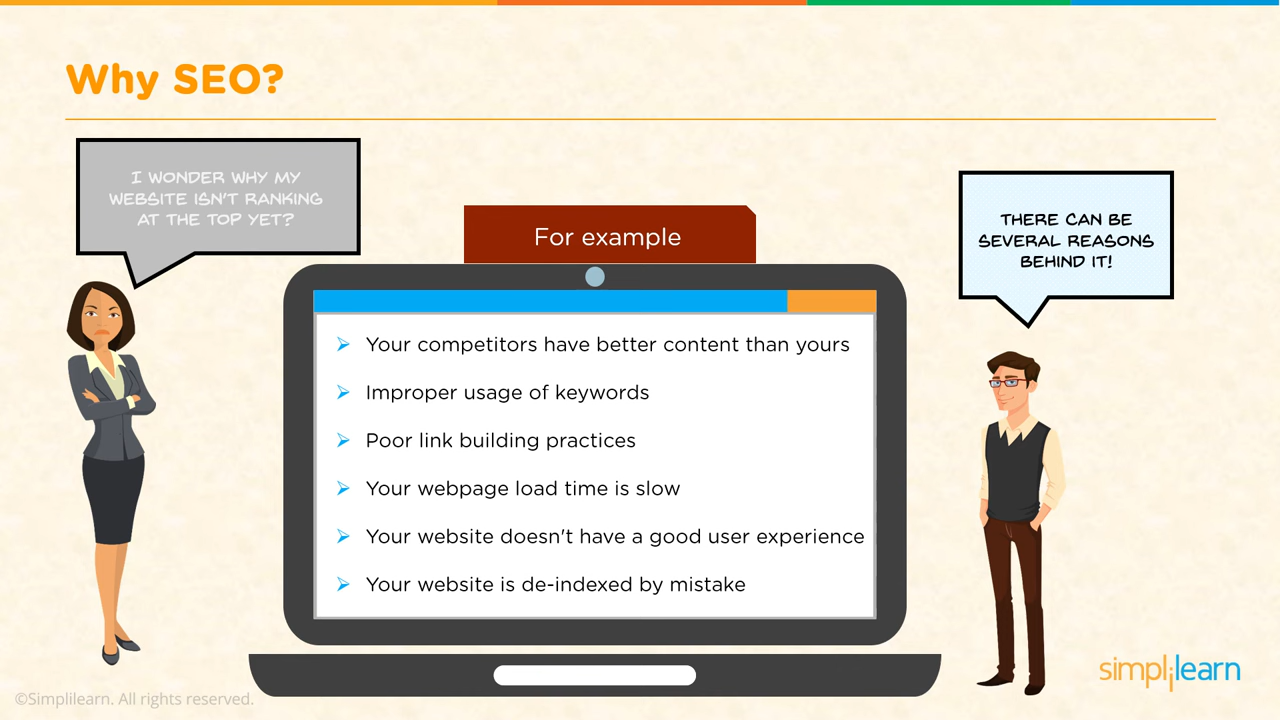 Why SEO?
I WONDER WHY MY
WEBSITE ISN'T RANKING
AT THE TOP YET?
THERE CAN BE
SEVERAL REASONS
BEHIND IT!
For example
Your competitors have better content than yours
Improper usage of keywords
Poor link building practices
Your webpage load time is slow
Your website doesn't have a good user experience
Your website is de-indexed by mistake
©Simplilearn. All rights reserved.
simplilearn